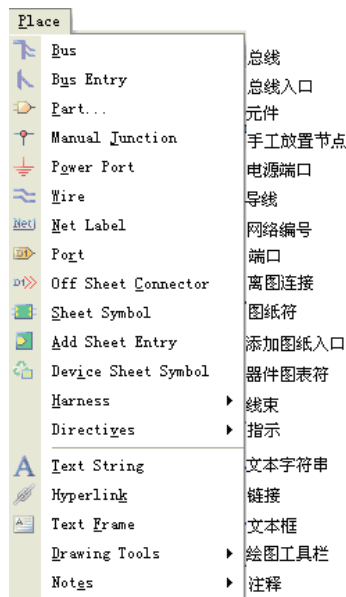 Place
Bus 总线
Bus Entry 总线入口
Part... 元件
Manual Junction 手工放置节点
Power Port 电源端口
Wire 导线
Net Net Label 网络编号
D1 Port 端口
D1 Off Sheet Connector 离图连接
Sheet Symbol 图纸符
Add Sheet Entry 添加图纸入口
Device Sheet Symbol 器件图表符
Harness 线束
Directives 指示
A Text String 文本字符串
Hyperlink 链接
A Text Frame 文本框
Drawing Tools 绘图工具栏
Notes 注释